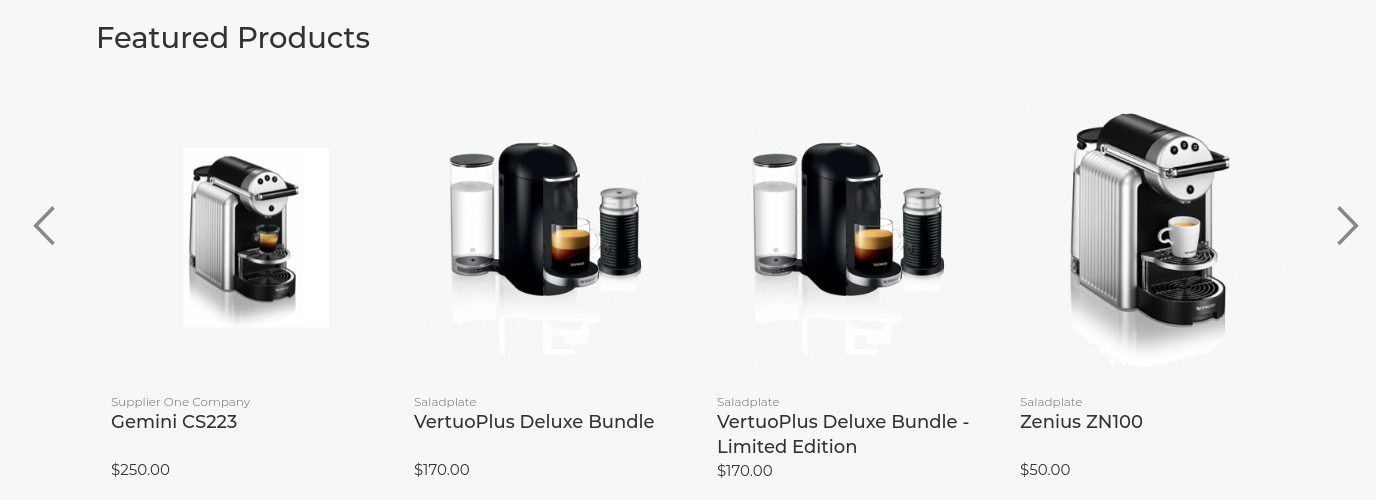 Featured Products
Supplier One Company
Gemini CS223
$250.00
Saladplate
VertuoPlus Deluxe Bundle
$170.00
Saladplate
VertuoPlus Deluxe Bundle -
Limited Edition
$170.00
Saladplate
Zenius ZN100
$50.00